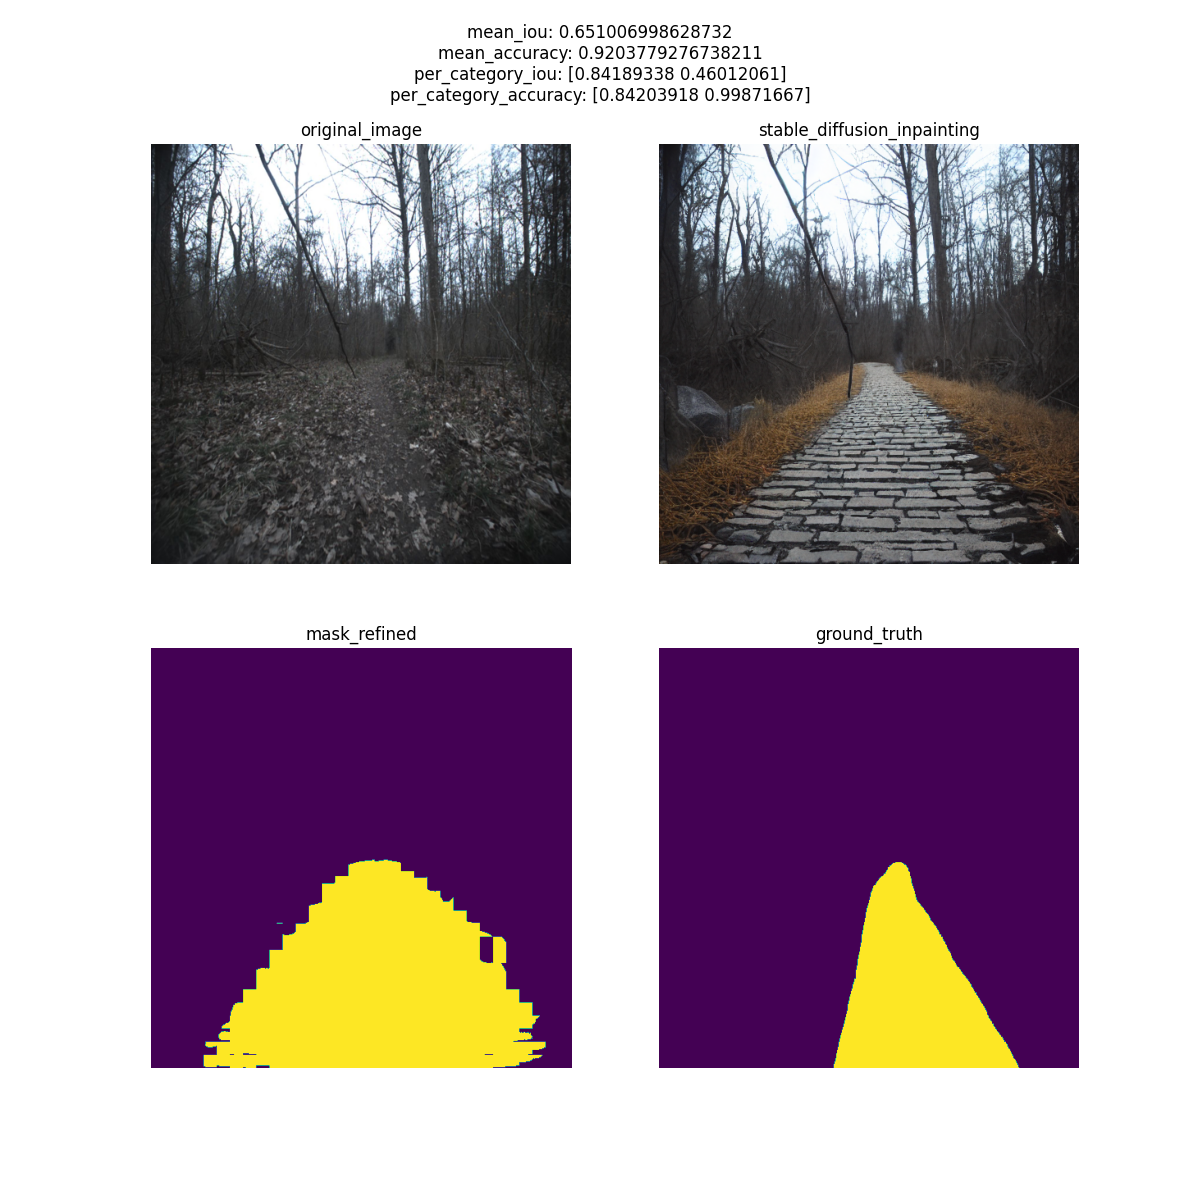 mean_iou: 0.651006998628732
mean_accuracy: 0.9203779276738211
per_category_iou: [0.84189338 0.46012061]
per_category_accuracy: [0.84203918 0.99871667]
original_image
stable_diffusion_inpainting
mask_refined
ground_truth